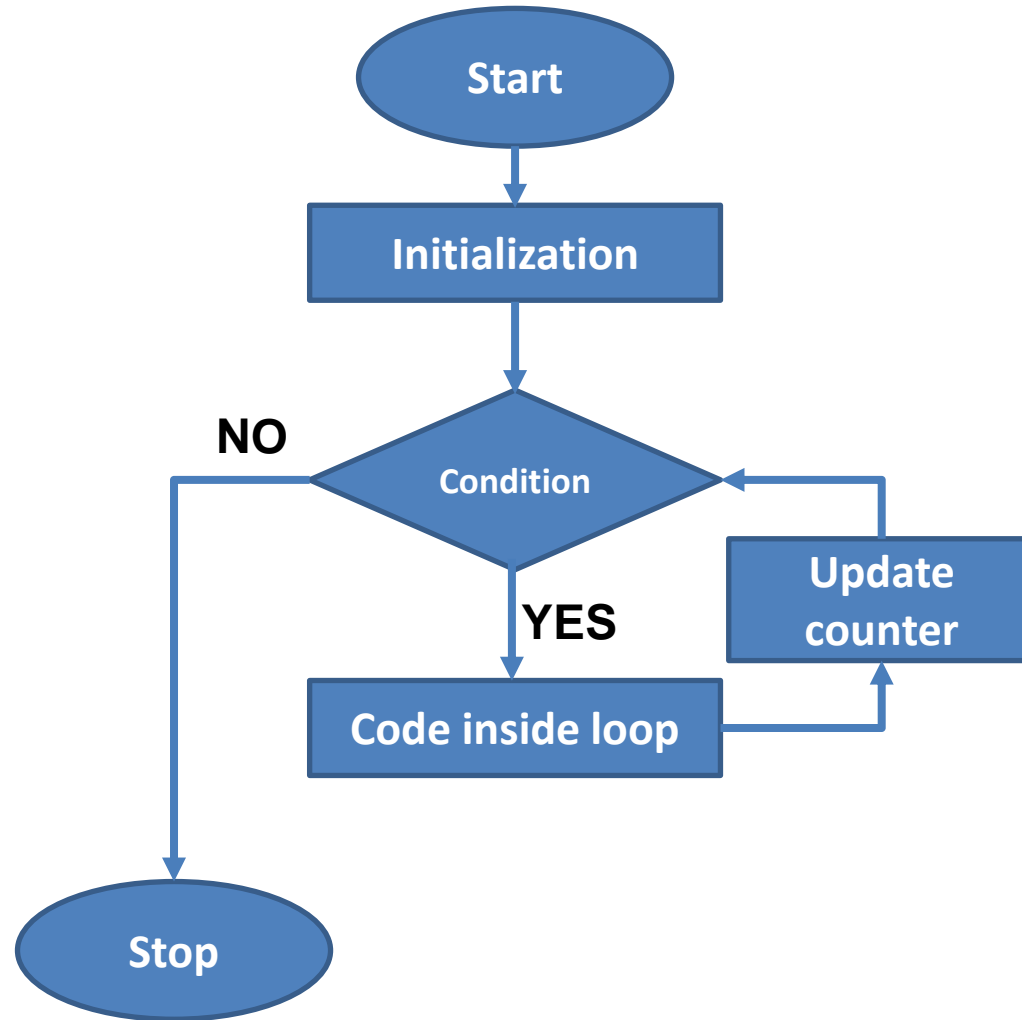 Start
Initialization
NO
Condition
Update
counter
YES
Code inside loop
Stop